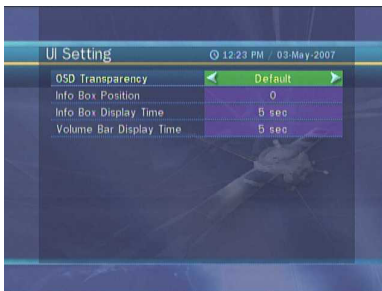 UI Setting
12:23 PM / 03-May-2007
OSD Transparency Default
Info Box Position 0
Info Box Display Time 5 sec
Volume Bar Display Time 5 sec